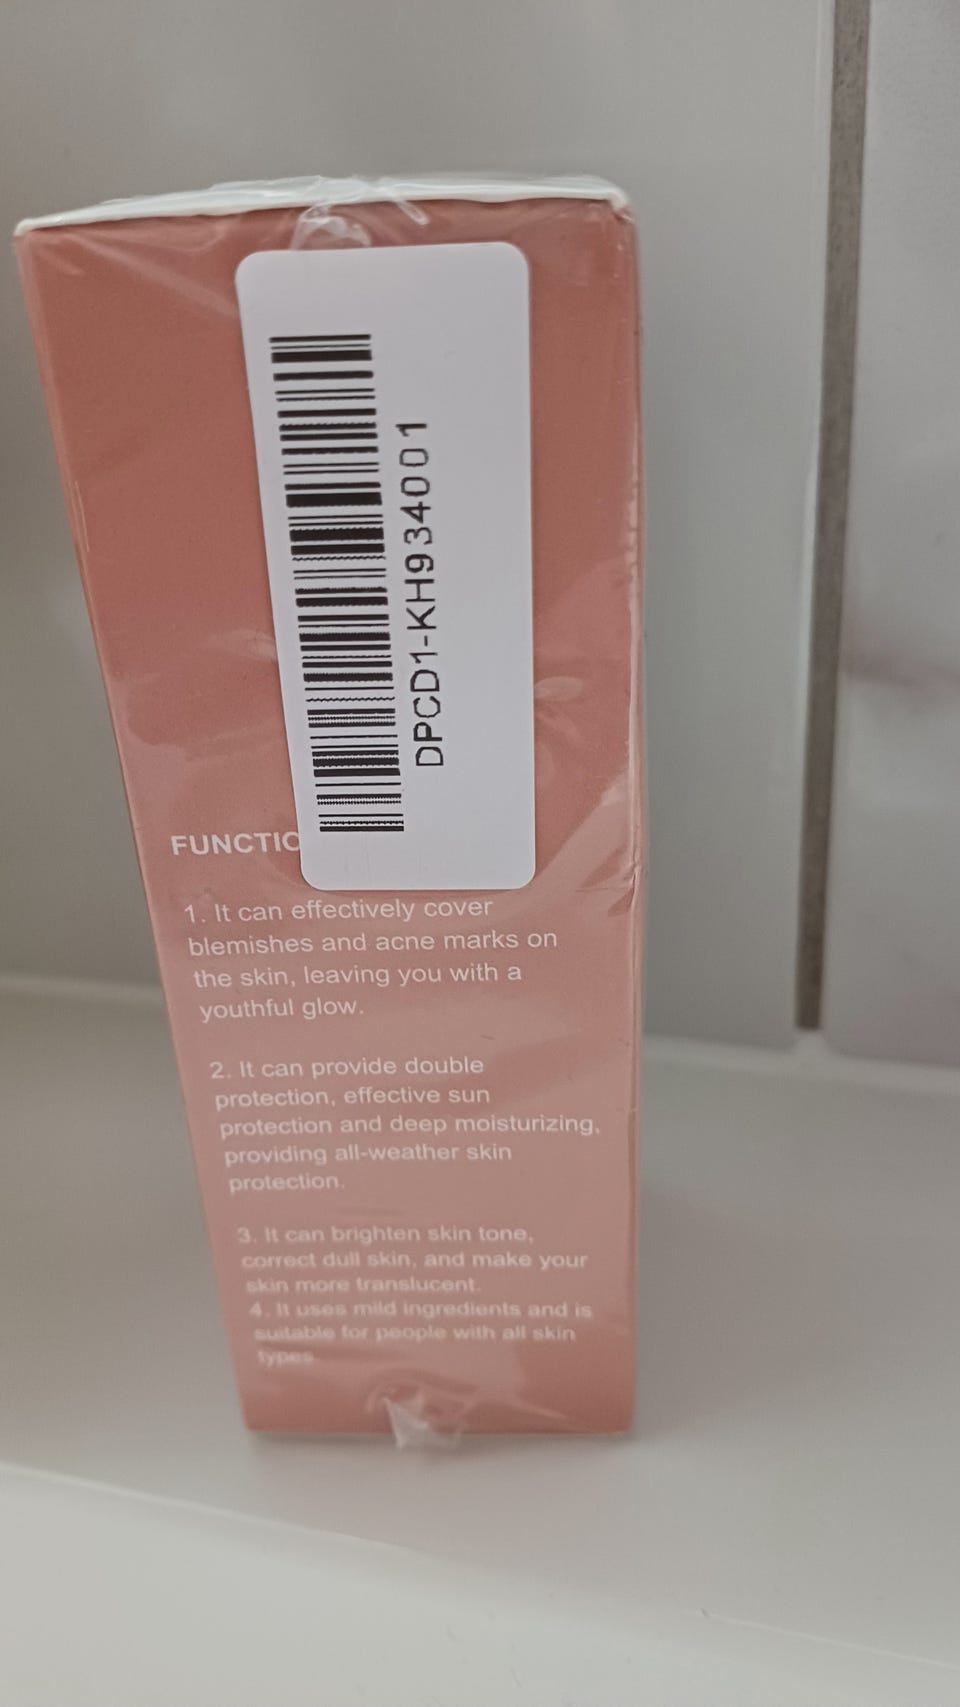 DPCD1-KH934001
FUNCTIO
1. It can effectively cover
blemishes and acne marks on
the skin, leaving you with a
youthful glow.
2. It can provide double
protection, effective sun
protection and deep moisturizing,
providing all-weather skin
protection.
3. It can brighten skin tone,
correct dull skin, and make your
skin more translucent.
4. It uses mild ingredients and is
suitable for people with all skin
types